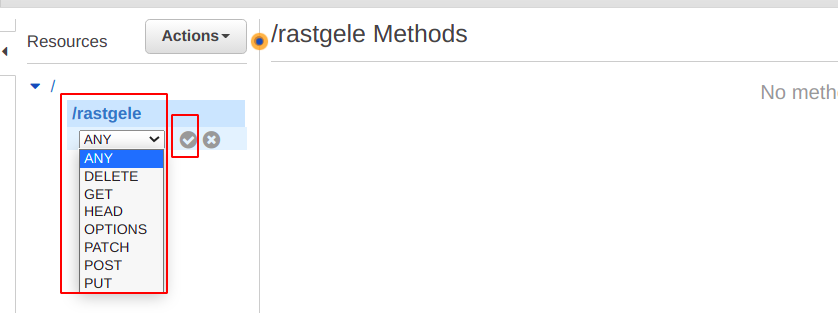 Resources
Actions
/rastgele Methods
/
No meth
/rastgele
ANY
ANY
DELETE
GET
HEAD
OPTIONS
PATCH
POST
PUT